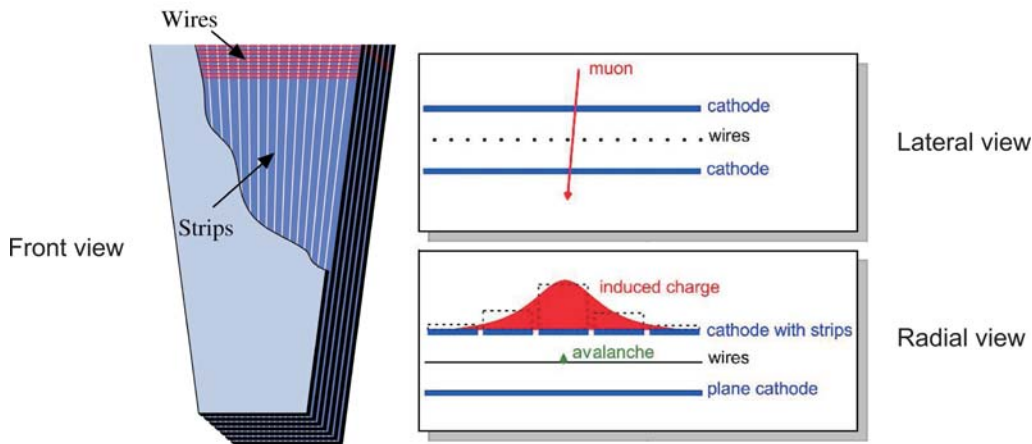 Wires
Strips
Front view
muon
cathode
wires
cathode
Lateral view
induced charge
cathode with strips
avalanche
wires
plane cathode
Radial view